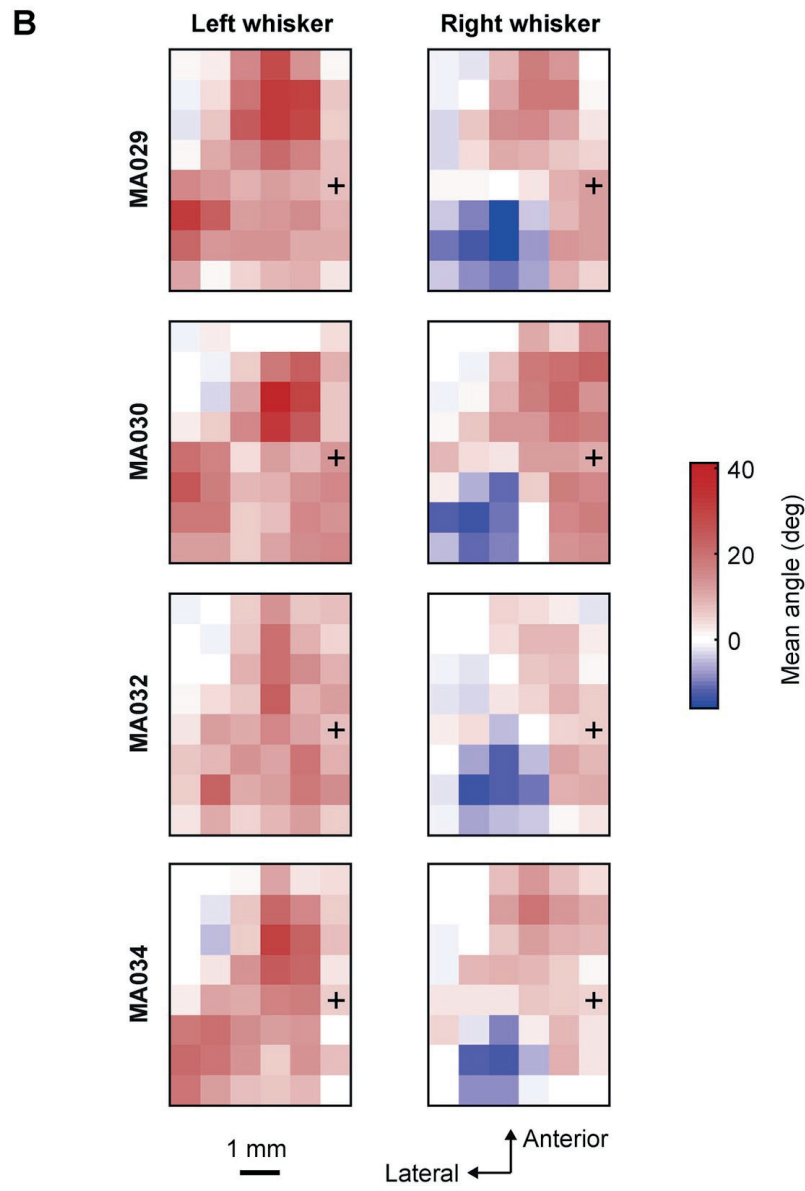 B
Left whisker
Right whisker
MA029
+
+
MA030
+
+
40
20
0
Mean angle (deg)
MA032
+
+
MA034
+
+
1 mm
Anterior
Lateral